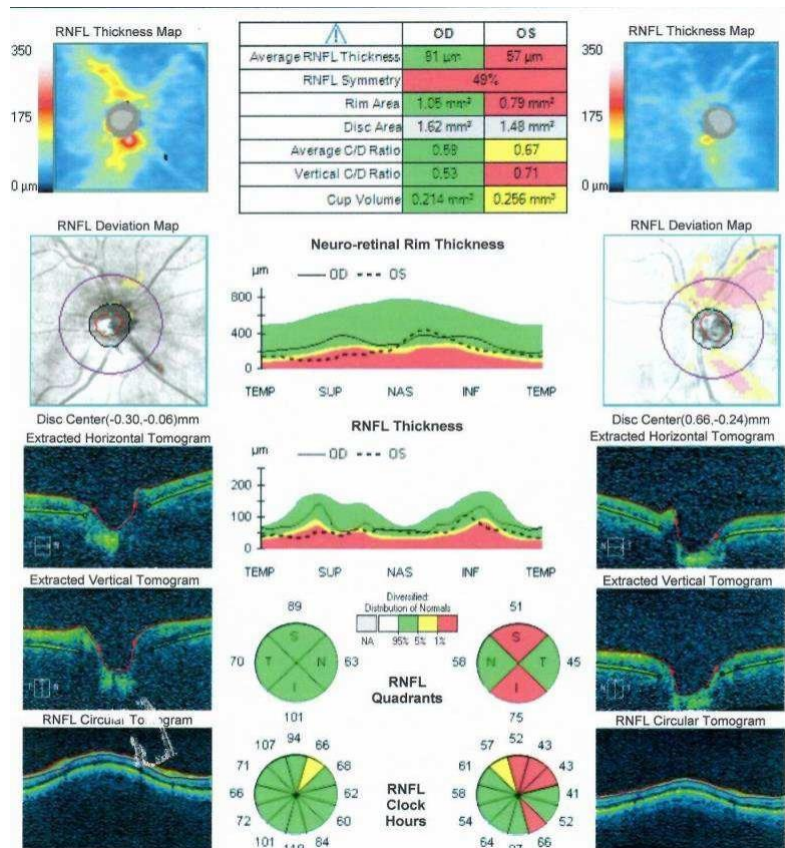 RNFL Thickness Map
OD OS
RNFL Thickness Map
350
350
Average RNFL Thickness 81 µm 57 µm
RNFL Symmetry 49%
Rim Area 1.05 mm² 0.79 mm²
175
175
Disc Area 1.62 mm² 1.48 mm²
Average C/D Ratio 0.58 0.67
Vertical C/D Ratio 0.53 0.71
0 µm
0 µm
Cup Volume 0.214 mm³ 0.256 mm³
RNFL Deviation Map
RNFL Deviation Map
Neuro-retinal Rim Thickness
µm OD OS
800
400
0
TEMP SUP NAS INF TEMP
Disc Center(-0.30,-0.06)mm
Disc Center(0.66,-0.24)mm
Extracted Horizontal Tomogram
RNFL Thickness
Extracted Horizontal Tomogram
µm OD OS
200
100
0
TEMP SUP NAS INF TEMP
T N
N T
Extracted Vertical Tomogram
Extracted Vertical Tomogram
Diversified:
Distribution of Normals
NA 95% 5% 1%
89
51
S
S
70 T N 63
58 N T 45
I
I
101
75
RNFL
Quadrants
RNFL Circular Tomogram
RNFL Circular Tomogram
94
52
107 66
57 43
71 68
61 43
66 62
58 41
72 60
54 52
101 84
64 66
RNFL
Clock
Hours